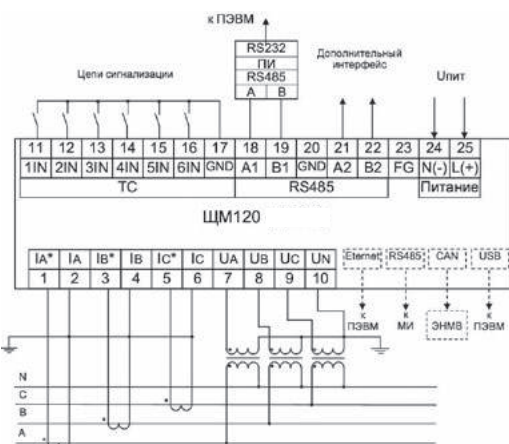 к ПЭВМ
RS232
ПИ
RS485
A B
Цепи сигнализации
Дополнительный
интерфейс
Uпит
11 12 13 14 15 16 17 18 19 20 21 22 23 24 25
1IN 2IN 3IN 4IN 5IN 6IN GND A1 B1 GND A2 B2 FG N(-) L(+)
ТС RS485 Питание
ЩМ120
IA* IA IB* IB IC* IC UA UB UC UN
1 2 3 4 5 6 7 8 9 10
Eternet RS485 CAN USB
к ПЭВМ
к МИ
ЭНМВ
к ПЭВМ
N
C
B
A